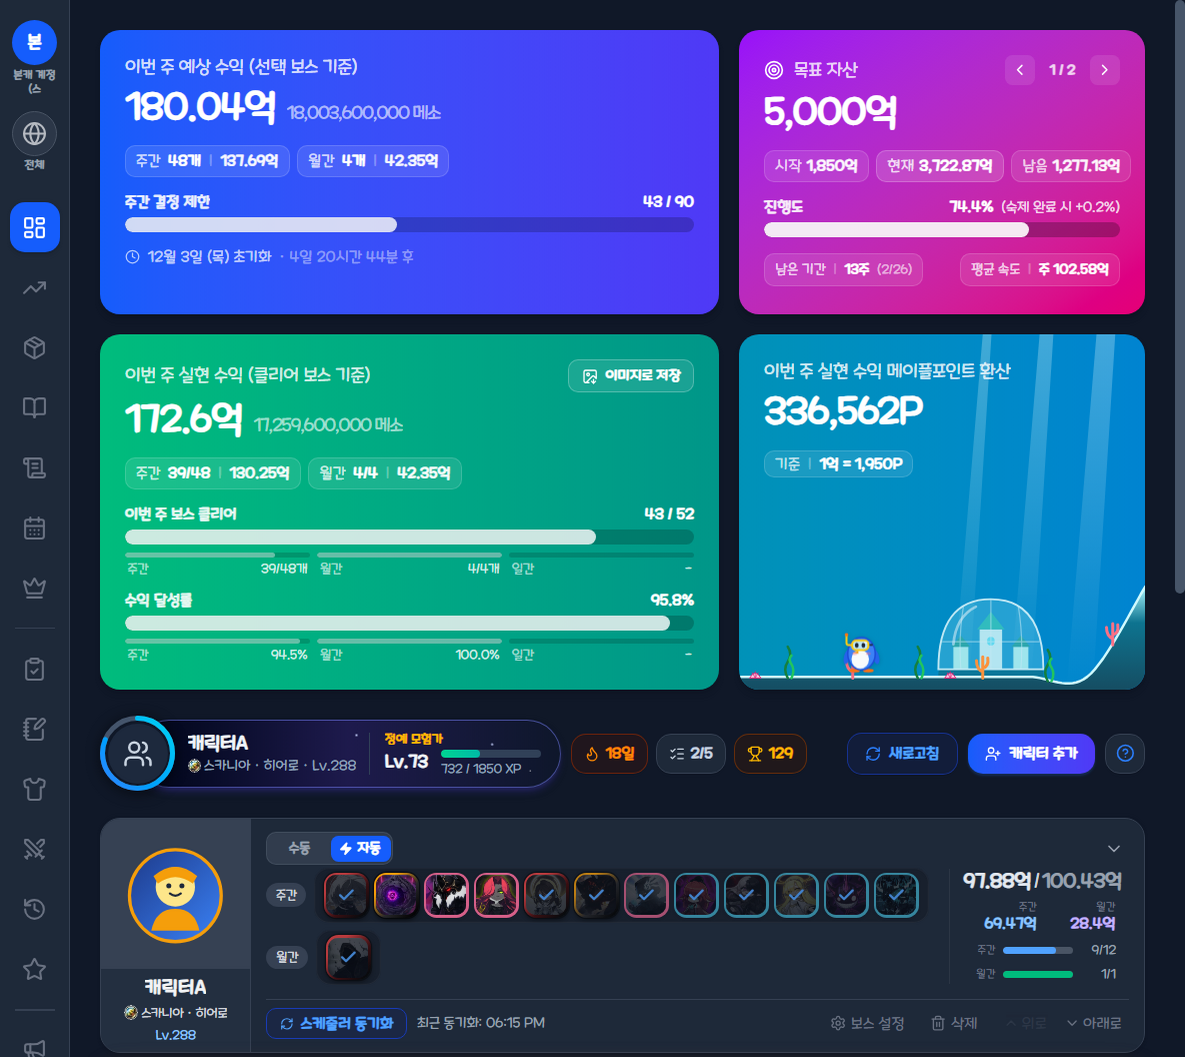 본
본캐 계정
(스
전체
이번 주 예상 수익 (선택 보스 기준)
180.04억 18,003,600,000 메소
주간 48개 | 137.69억 월간 4개 | 42.35억
주간 결정 제한 43 / 90
12월 3일 (목) 초기화 · 4일 20시간 44분 후
목표 자산 1 / 2
5,000억
시작 1,850억 현재 3,722.87억 남음 1,277.13억
진행도 74.4% (숙제 완료 시 +0.2%)
남은 기간 | 13주 (2/26) 평균 속도 | 주 102.58억
이번 주 실현 수익 (클리어 보스 기준) 이미지로 저장
172.6억 17,259,600,000 메소
주간 39/48 | 130.25억 월간 4/4 | 42.35억
이번 주 보스 클리어 43 / 52
주간 39/48개 월간 4/4개 일간 -
수익 달성률 95.8%
주간 94.5% 월간 100.0% 일간 -
이번 주 실현 수익 메이플포인트 환산
336,562P
기준 | 1억 = 1,950P
캐릭터A
스카니아 · 히어로 · Lv.288
정예 모험가
Lv.73
732 / 1850 XP
18일 2/5 129 새로고침 캐릭터 추가
캐릭터A
스카니아 · 히어로
Lv.288
수동 자동
주간
월간
97.88억 / 100.43억
주간 월간
69.47억 28.4억
주간 9/12
월간 1/1
스케줄러 동기화 최근 동기화: 06:15 PM 보스 설정 삭제 위로 아래로